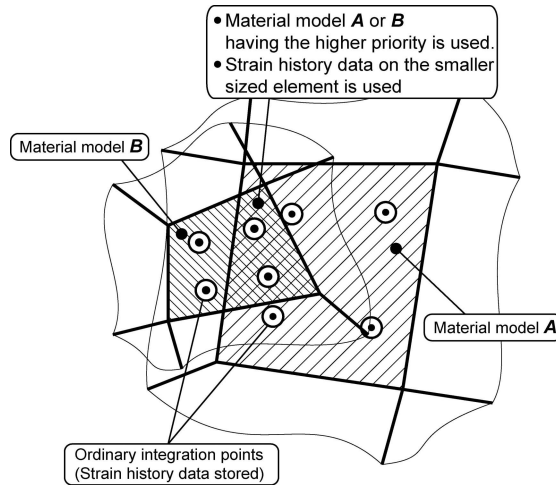 ● Material model A or B
having the higher priority is used.
● Strain history data on the smaller
sized element is used
Material model B
Material model A
Ordinary integration points
(Strain history data stored)